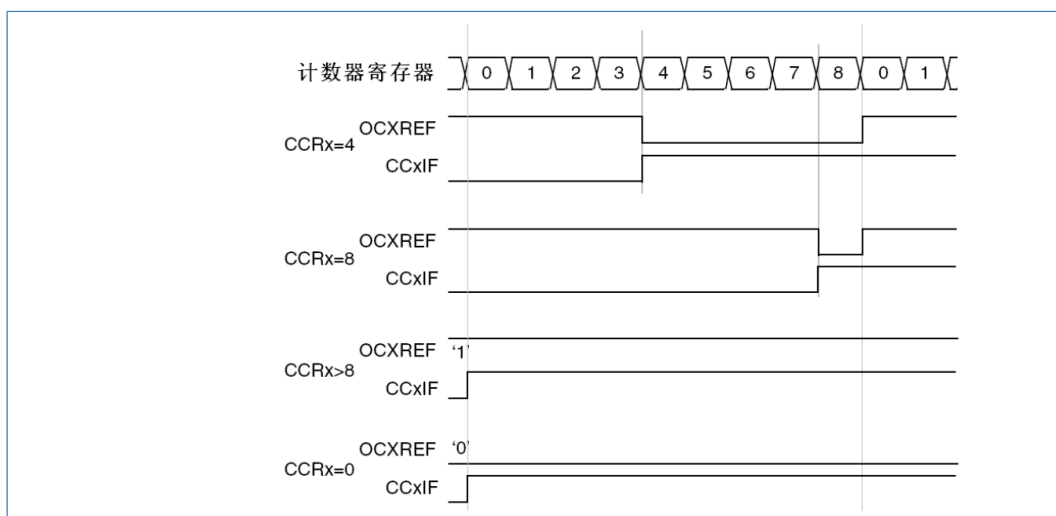 计数器寄存器 0 1 2 3 4 5 6 7 8 0 1
OCXREF
CCRx=4
CCxIF
OCXREF
CCRx=8
CCxIF
OCXREF ‘1’
CCRx>8
CCxIF
OCXREF ‘0’
CCRx=0
CCxIF